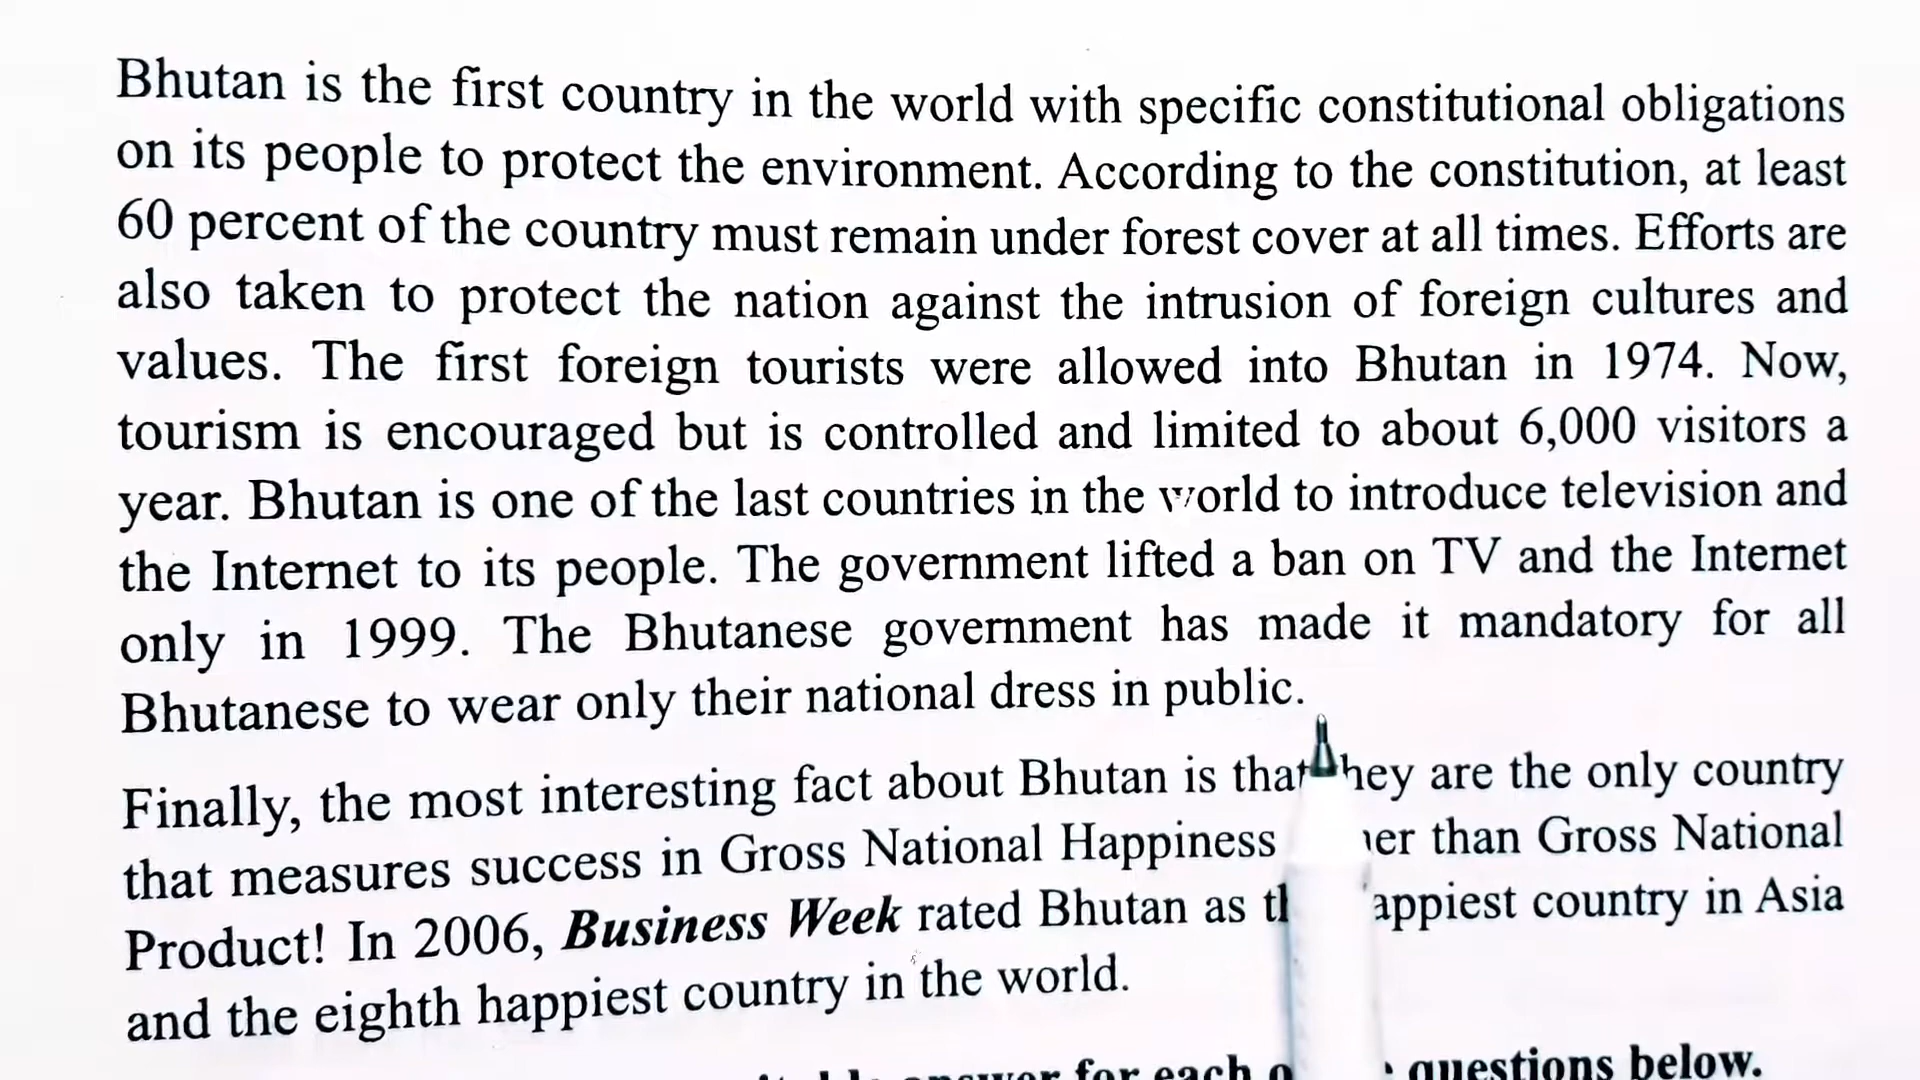 Bhutan is the first country in the world with specific constitutional obligations
on its people to protect the environment. According to the constitution, at least
60 percent of the country must remain under forest cover at all times. Efforts are
also taken to protect the nation against the intrusion of foreign cultures and
values. The first foreign tourists were allowed into Bhutan in 1974. Now,
tourism is encouraged but is controlled and limited to about 6,000 visitors a
year. Bhutan is one of the last countries in the world to introduce television and
the Internet to its people. The government lifted a ban on TV and the Internet
only in 1999. The Bhutanese government has made it mandatory for all
Bhutanese to wear only their national dress in public.
Finally, the most interesting fact about Bhutan is that they are the only country
that measures success in Gross National Happiness than Gross National
Product! In 2006, Business Week rated Bhutan as country in Asia
and the eighth happiest country in the world.
answer for each questions below.